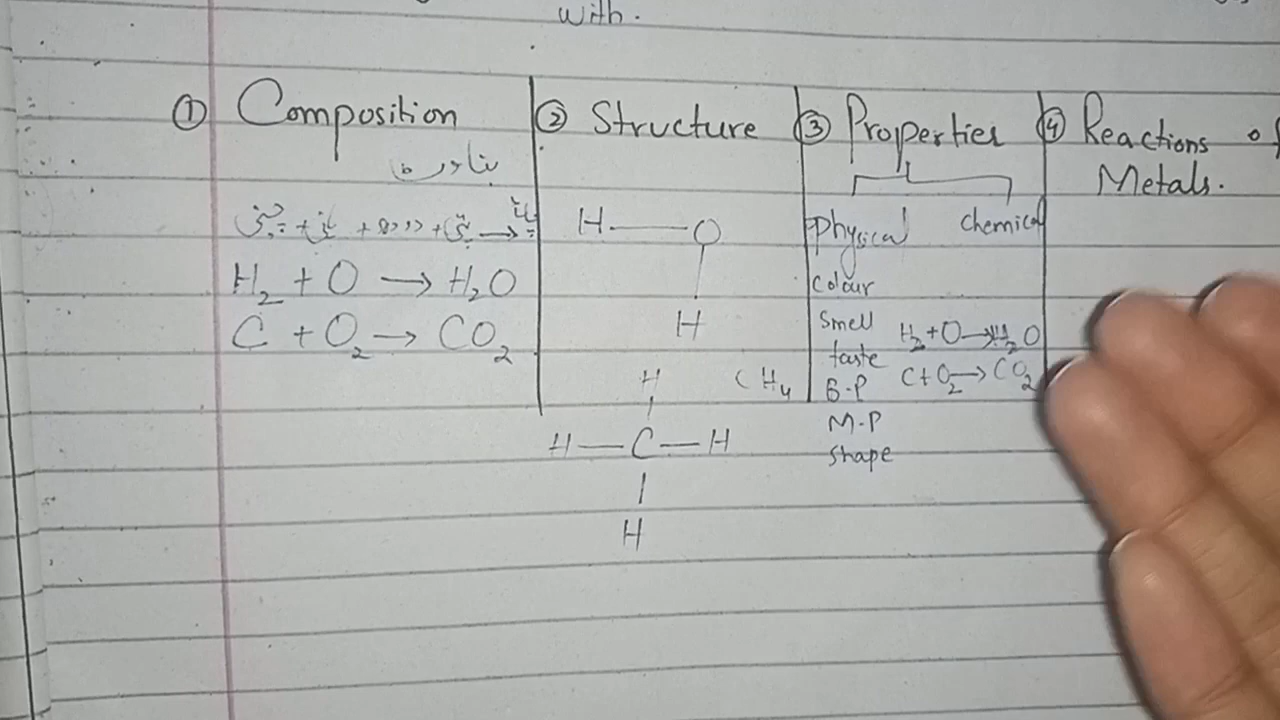 with.
① Composition
② Structure
③ Properties
④ Reactions of
Metals.
H — O
H
H₂ + O → H₂O
C + O₂ → CO₂
H
CH₄
H — C — H
H
Physical
Chemical
colour
smell
taste
B.P
M.P
shape
H₂+O→H₂O
C+O₂→CO₂